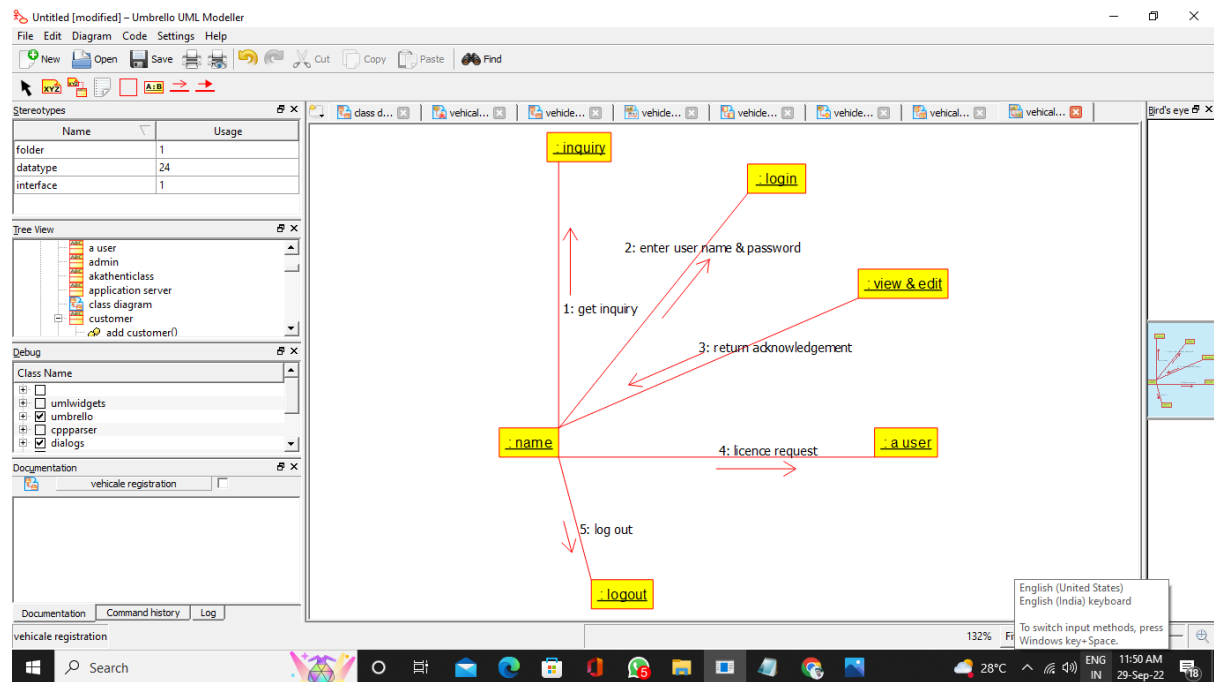 Untitled [modified] – Umbrello UML Modeller
File Edit Diagram Code Settings Help
New Open Save Cut Copy Paste Find
XYZ A:B
Stereotypes
Name Usage
folder 1
datatype 24
interface 1
Tree View
a user
admin
akathenticlass
application server
class diagram
customer
add customer()
Debug
Class Name
umlwidgets
umbrello
cppparser
dialogs
Documentation
vehicale registration
Documentation Command history Log
class d... vehical... vehicle... vehicle... vehicle... vehicle... vehical... vehical...
Bird's eye
: inquiry
: login
2: enter user name & password
: view & edit
1: get inquiry
3: return acknowledgement
: name
: a user
4: licence request
5: log out
: logout
English (United States)
English (India) keyboard
To switch input methods, press
Windows key+Space.
vehicale registration
132%
Search
28°C
ENG
IN
11:50 AM
29-Sep-22
6
18